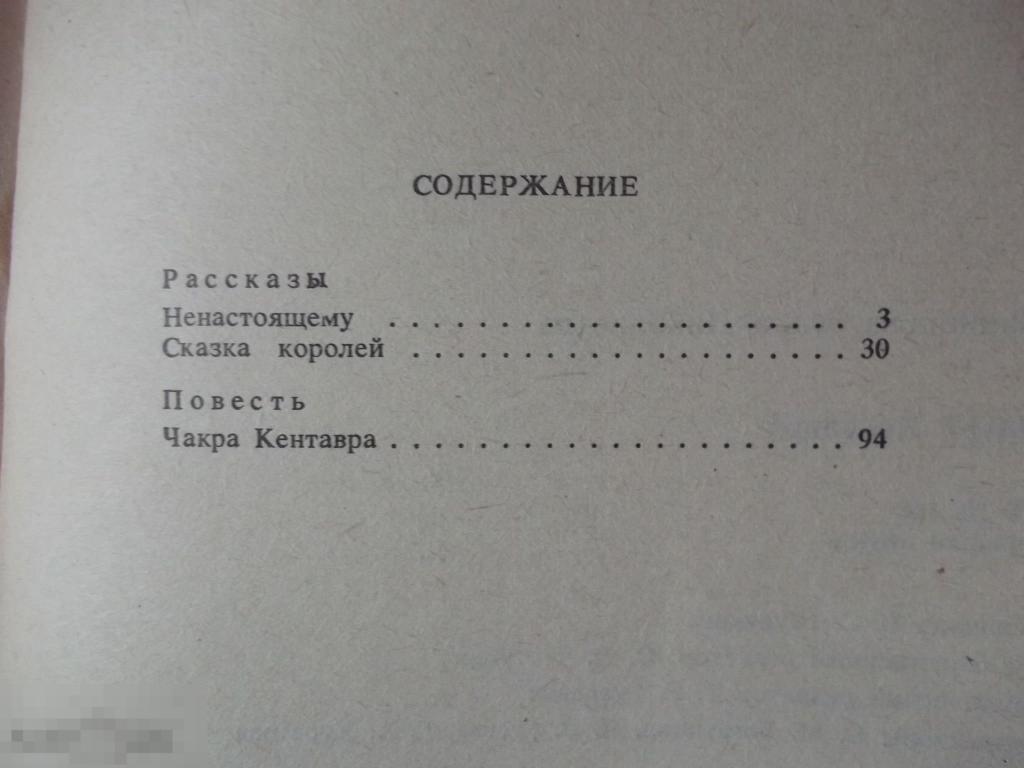 СОДЕРЖАНИЕ
Рассказы
Ненастоящему . . . . . . . . . . . . . . . . . . . . . . 3
Сказка королей . . . . . . . . . . . . . . . . . . . . . 30
Повесть
Чакра Кентавра . . . . . . . . . . . . . . . . . . . . . . 94